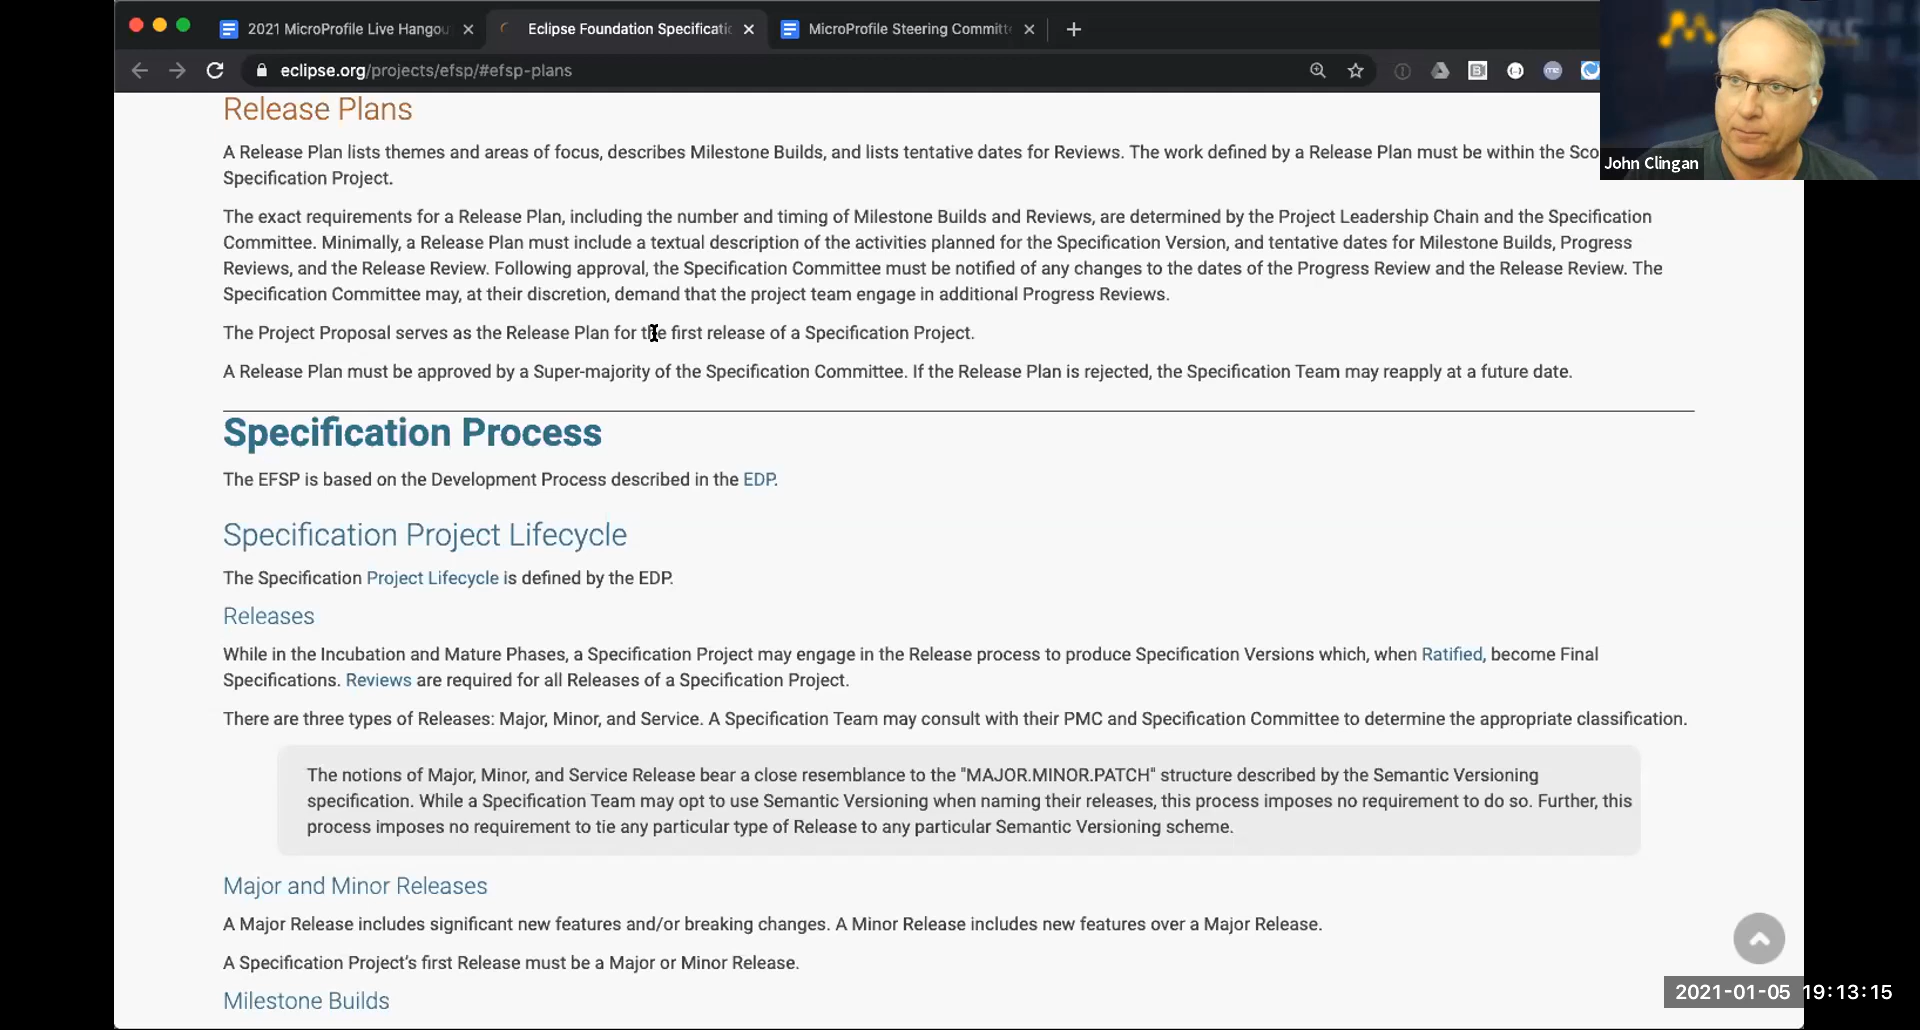 2021 MicroProfile Live Hangou
Eclipse Foundation Specificatic
MicroProfile Steering Committe
eclipse.org/projects/efsp/#efsp-plans
John Clingan
Release Plans
A Release Plan lists themes and areas of focus, describes Milestone Builds, and lists tentative dates for Reviews. The work defined by a Release Plan must be within the Sco
Specification Project.
The exact requirements for a Release Plan, including the number and timing of Milestone Builds and Reviews, are determined by the Project Leadership Chain and the Specification
Committee. Minimally, a Release Plan must include a textual description of the activities planned for the Specification Version, and tentative dates for Milestone Builds, Progress
Reviews, and the Release Review. Following approval, the Specification Committee must be notified of any changes to the dates of the Progress Review and the Release Review. The
Specification Committee may, at their discretion, demand that the project team engage in additional Progress Reviews.
The Project Proposal serves as the Release Plan for the first release of a Specification Project.
A Release Plan must be approved by a Super-majority of the Specification Committee. If the Release Plan is rejected, the Specification Team may reapply at a future date.
Specification Process
The EFSP is based on the Development Process described in the EDP.
Specification Project Lifecycle
The Specification Project Lifecycle is defined by the EDP.
Releases
While in the Incubation and Mature Phases, a Specification Project may engage in the Release process to produce Specification Versions which, when Ratified, become Final
Specifications. Reviews are required for all Releases of a Specification Project.
There are three types of Releases: Major, Minor, and Service. A Specification Team may consult with their PMC and Specification Committee to determine the appropriate classification.
The notions of Major, Minor, and Service Release bear a close resemblance to the "MAJOR.MINOR.PATCH" structure described by the Semantic Versioning
specification. While a Specification Team may opt to use Semantic Versioning when naming their releases, this process imposes no requirement to do so. Further, this
process imposes no requirement to tie any particular type of Release to any particular Semantic Versioning scheme.
Major and Minor Releases
A Major Release includes significant new features and/or breaking changes. A Minor Release includes new features over a Major Release.
A Specification Project's first Release must be a Major or Minor Release.
Milestone Builds
2021-01-05 19:13:15